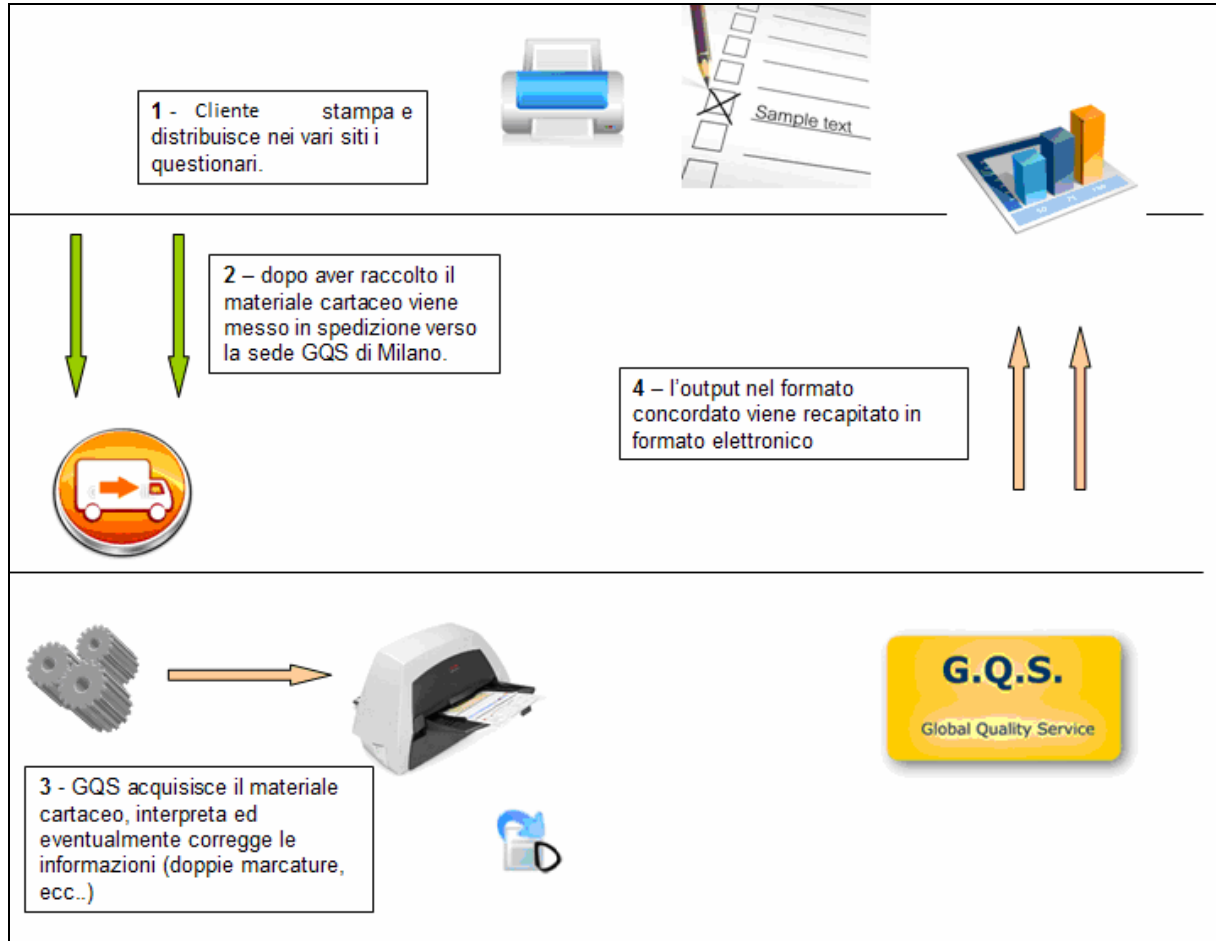 1 - Cliente stampa e
distribuisce nei vari siti i
questionari.
Sample text
2 – dopo aver raccolto il
materiale cartaceo viene
messo in spedizione verso
la sede GQS di Milano.
4 – l'output nel formato
concordato viene recapitato in
formato elettronico
3 - GQS acquisisce il materiale
cartaceo, interpreta ed
eventualmente corregge le
informazioni (doppie marcature,
ecc..)
G.Q.S.
Global Quality Service